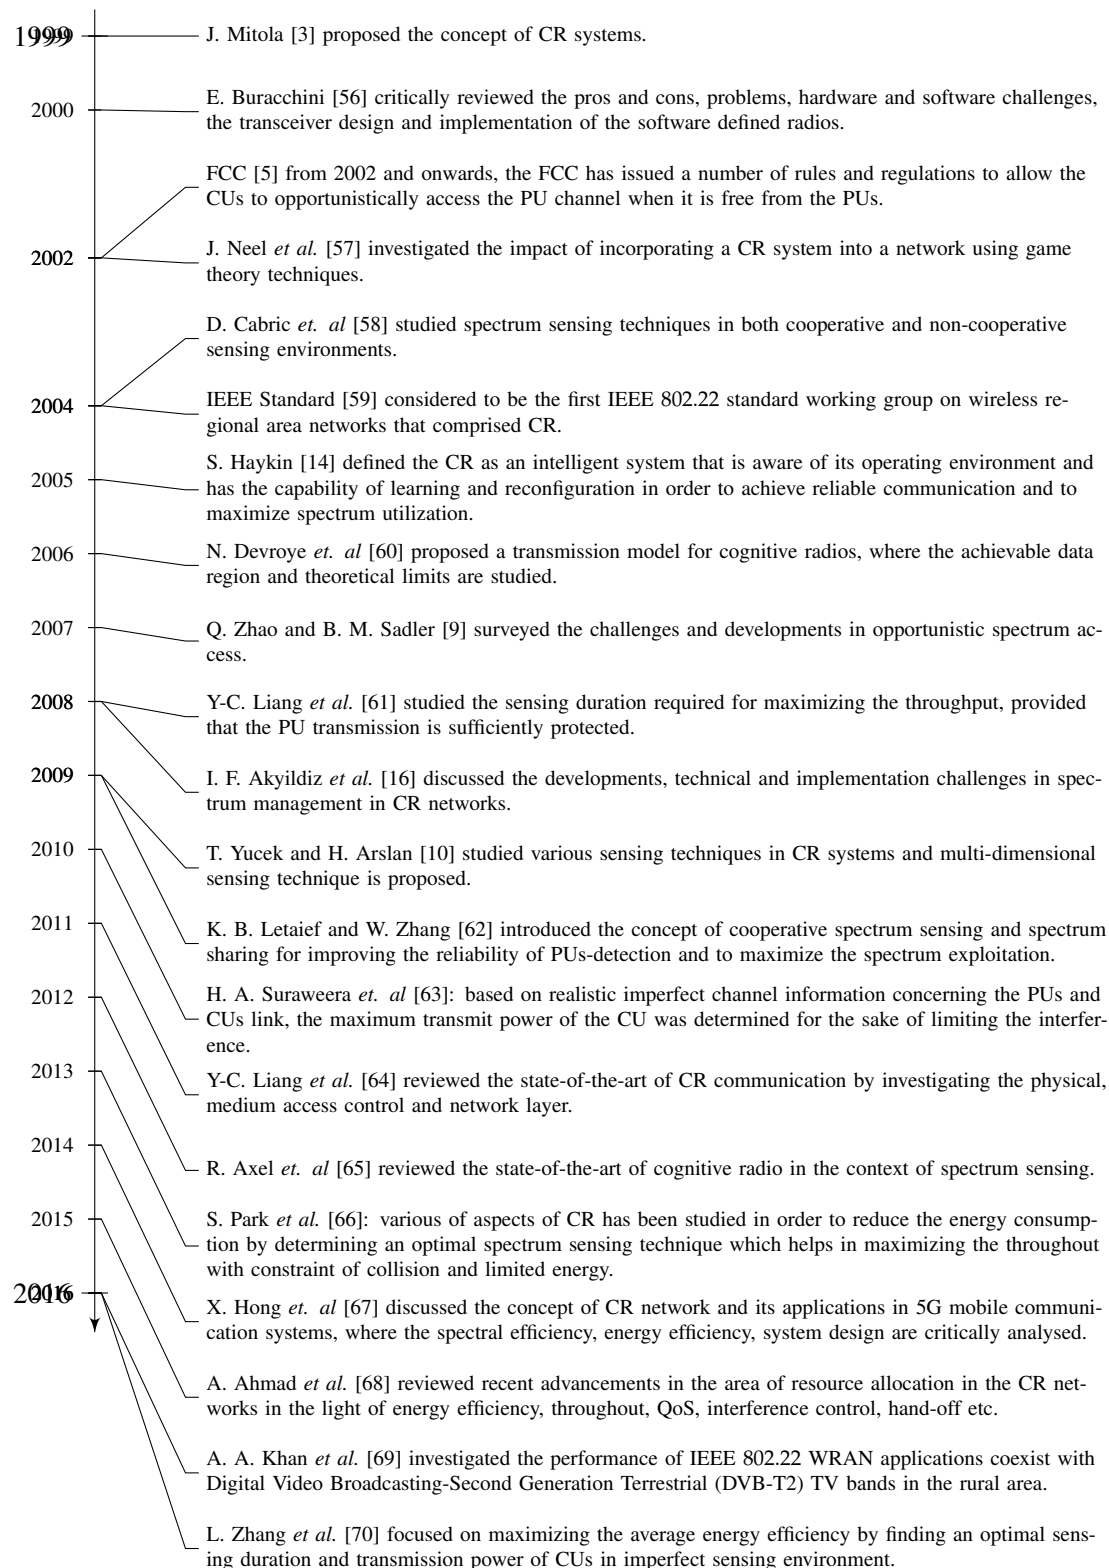 1999
J. Mitola [3] proposed the concept of CR systems.
2000
E. Buracchini [56] critically reviewed the pros and cons, problems, hardware and software challenges,
the transceiver design and implementation of the software defined radios.
FCC [5] from 2002 and onwards, the FCC has issued a number of rules and regulations to allow the
CUs to opportunistically access the PU channel when it is free from the PUs.
2002
J. Neel et al. [57] investigated the impact of incorporating a CR system into a network using game
theory techniques.
D. Cabric et. al [58] studied spectrum sensing techniques in both cooperative and non-cooperative
sensing environments.
2004
IEEE Standard [59] considered to be the first IEEE 802.22 standard working group on wireless re-
gional area networks that comprised CR.
2005
S. Haykin [14] defined the CR as an intelligent system that is aware of its operating environment and
has the capability of learning and reconfiguration in order to achieve reliable communication and to
maximize spectrum utilization.
2006
N. Devroye et. al [60] proposed a transmission model for cognitive radios, where the achievable data
region and theoretical limits are studied.
2007
Q. Zhao and B. M. Sadler [9] surveyed the challenges and developments in opportunistic spectrum ac-
cess.
2008
Y-C. Liang et al. [61] studied the sensing duration required for maximizing the throughput, provided
that the PU transmission is sufficiently protected.
2009
I. F. Akyildiz et al. [16] discussed the developments, technical and implementation challenges in spec-
trum management in CR networks.
2010
T. Yucek and H. Arslan [10] studied various sensing techniques in CR systems and multi-dimensional
sensing technique is proposed.
2011
K. B. Letaief and W. Zhang [62] introduced the concept of cooperative spectrum sensing and spectrum
sharing for improving the reliability of PUs-detection and to maximize the spectrum exploitation.
2012
H. A. Suraweera et. al [63]: based on realistic imperfect channel information concerning the PUs and
CUs link, the maximum transmit power of the CU was determined for the sake of limiting the interfer-
ence.
2013
Y-C. Liang et al. [64] reviewed the state-of-the-art of CR communication by investigating the physical,
medium access control and network layer.
2014
R. Axel et. al [65] reviewed the state-of-the-art of cognitive radio in the context of spectrum sensing.
2015
S. Park et al. [66]: various of aspects of CR has been studied in order to reduce the energy consump-
tion by determining an optimal spectrum sensing technique which helps in maximizing the throughout
with constraint of collision and limited energy.
2016
X. Hong et. al [67] discussed the concept of CR network and its applications in 5G mobile communi-
cation systems, where the spectral efficiency, energy efficiency, system design are critically analysed.
A. Ahmad et al. [68] reviewed recent advancements in the area of resource allocation in the CR net-
works in the light of energy efficiency, throughout, QoS, interference control, hand-off etc.
A. A. Khan et al. [69] investigated the performance of IEEE 802.22 WRAN applications coexist with
Digital Video Broadcasting-Second Generation Terrestrial (DVB-T2) TV bands in the rural area.
L. Zhang et al. [70] focused on maximizing the average energy efficiency by finding an optimal sens-
ing duration and transmission power of CUs in imperfect sensing environment.